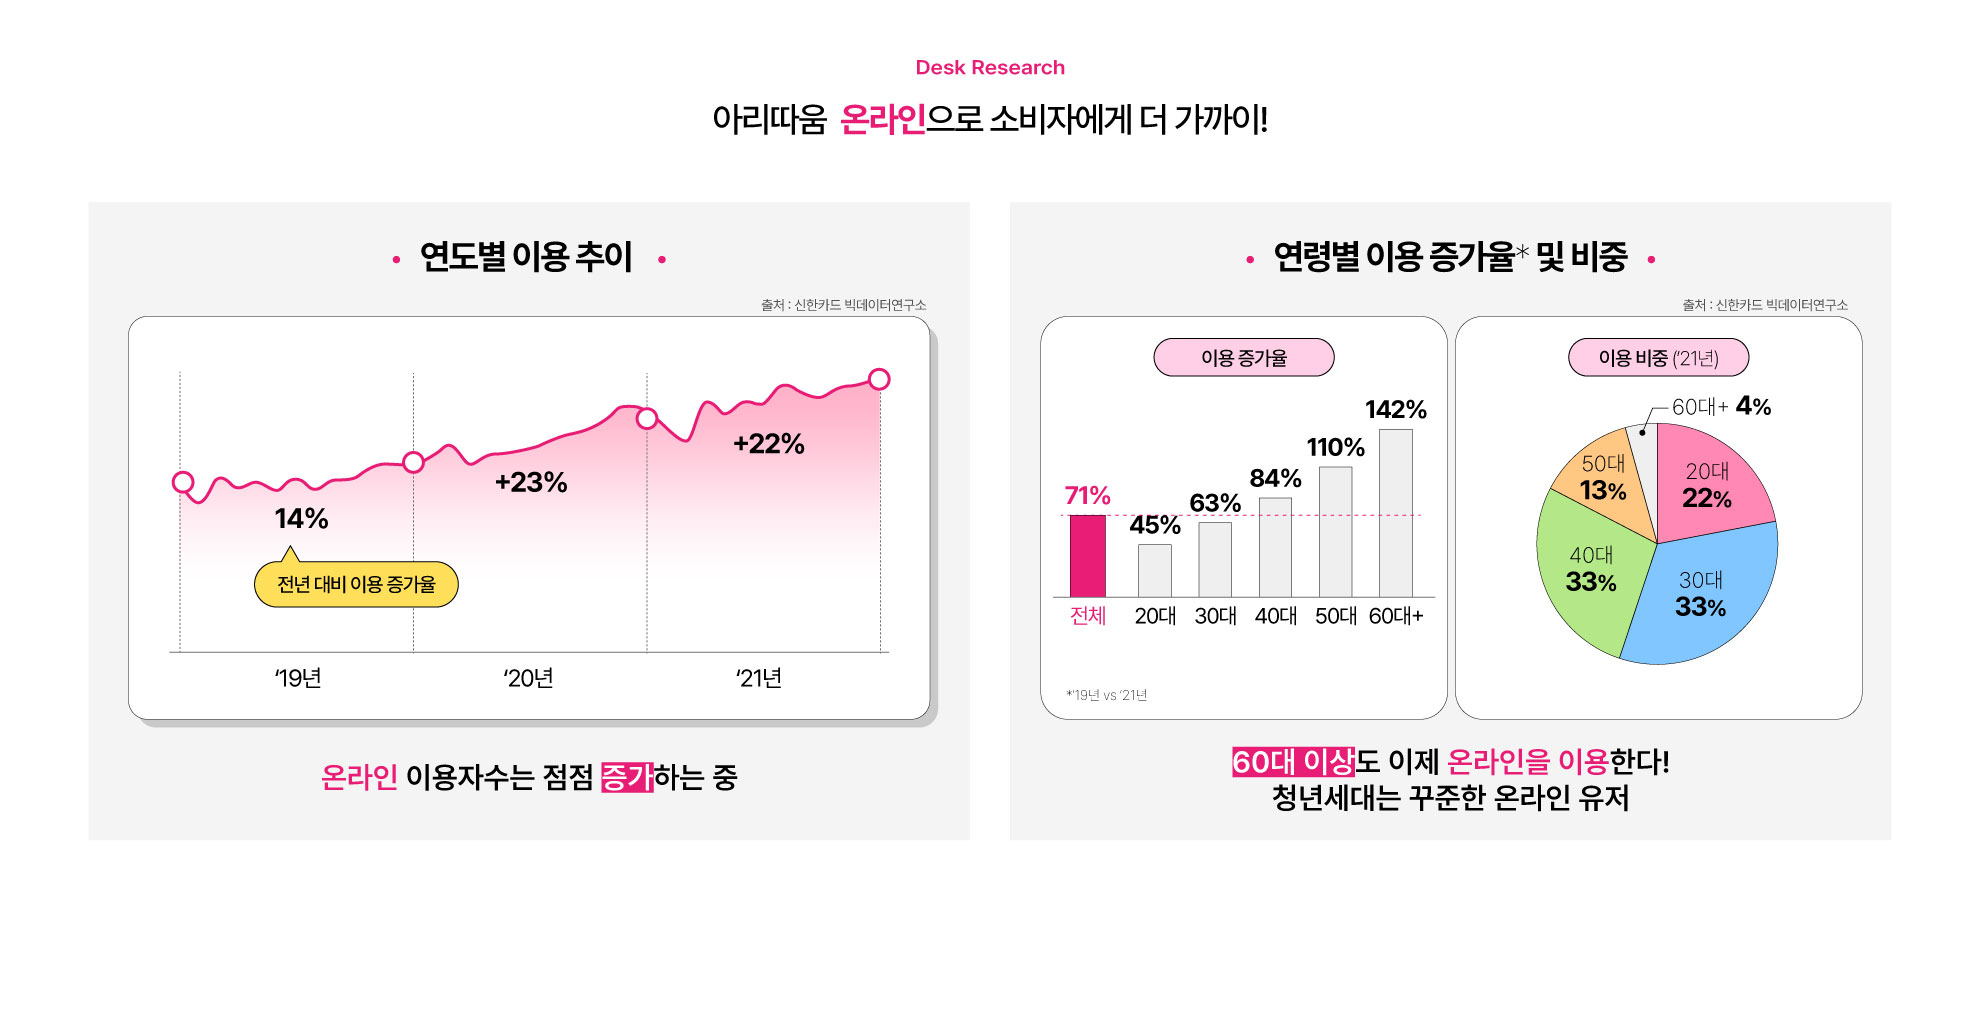 Desk Research
아리따움 온라인으로 소비자에게 더 가까이!
• 연도별 이용 추이 •
출처 : 신한카드 빅데이터연구소
14%
+23%
+22%
전년 대비 이용 증가율
‘19년
‘20년
‘21년
온라인 이용자수는 점점 증가하는 중
• 연령별 이용 증가율* 및 비중 •
출처 : 신한카드 빅데이터연구소
이용 증가율
71%
45%
63%
84%
110%
142%
전체
20대
30대
40대
50대
60대+
*‘19년 vs ‘21년
이용 비중 (‘21년)
60대+ 4%
20대
22%
30대
33%
40대
33%
50대
13%
60대 이상도 이제 온라인을 이용한다!
청년세대는 꾸준한 온라인 유저